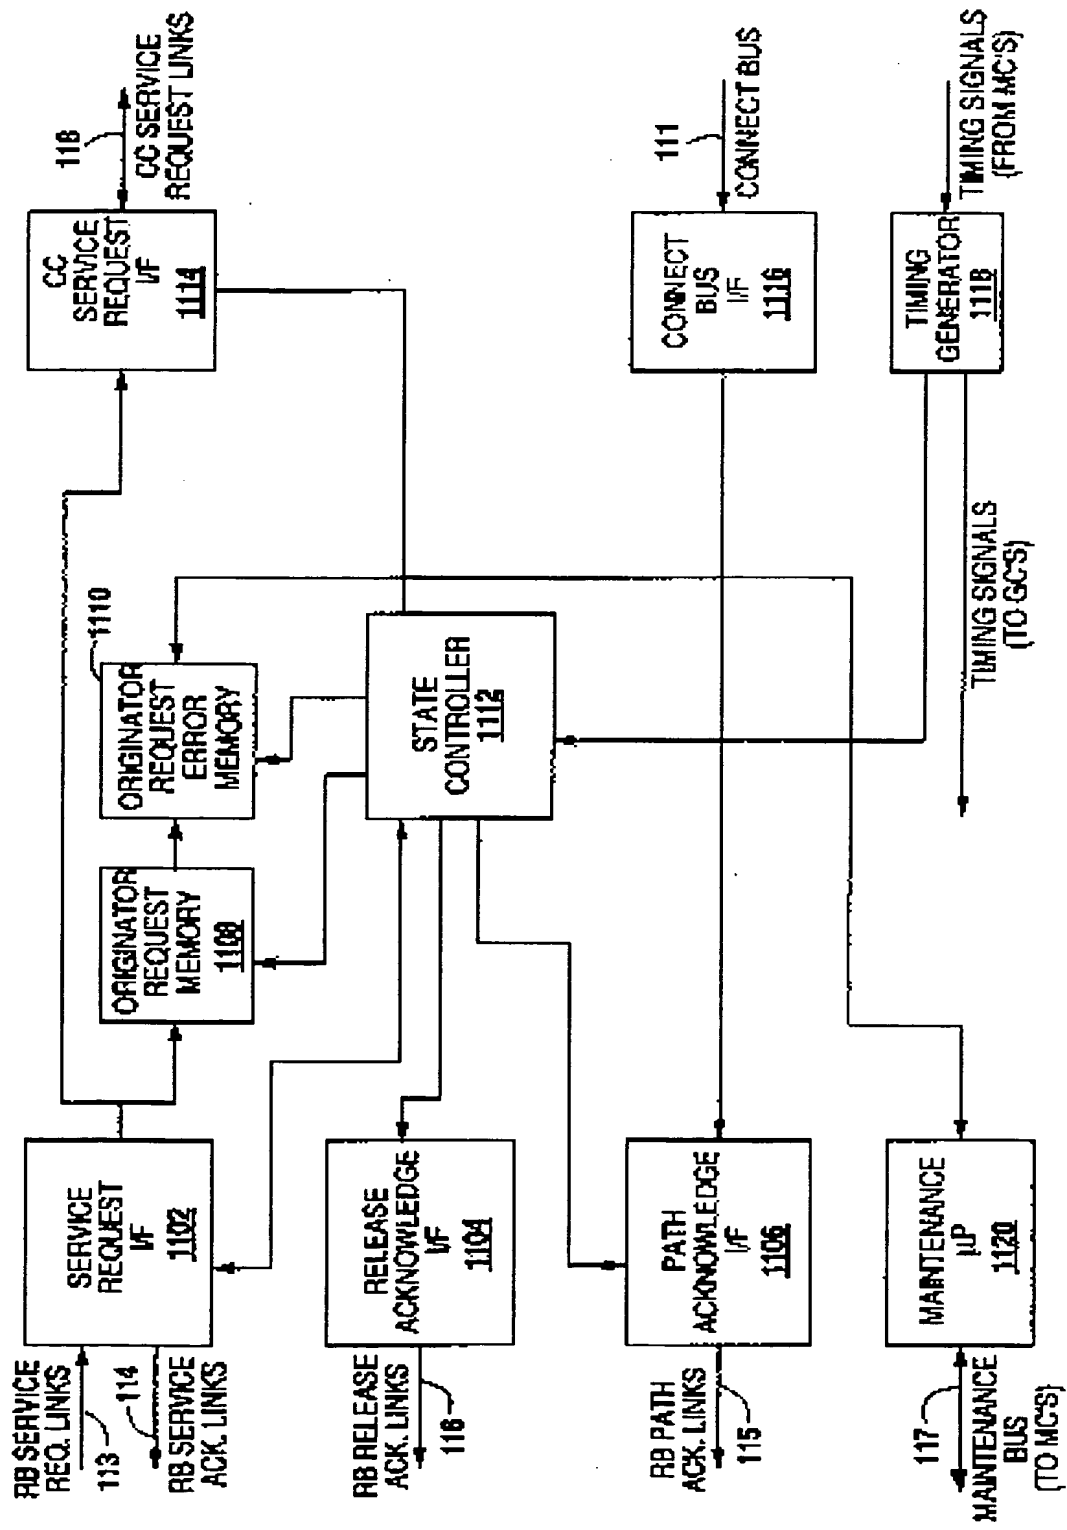 RB SERVICE
REQ. LINKS
113
114
RB SERVICE
ACK. LINKS
SERVICE
REQUEST
I/F
1102
ORIGINATOR
REQUEST
MEMORY
1108
ORIGINATOR
REQUEST
ERROR
MEMORY
1110
CC
SERVICE
REQUEST
I/F
1114
118
CC SERVICE
REQUEST LINKS
RB RELEASE
ACK. LINKS
116
RELEASE
ACKNOWLEDGE
I/F
1104
STATE
CONTROLLER
1112
RB PATH
ACK. LINKS
115
PATH
ACKNOWLEDGE
I/F
1106
CONNECT
BUS
I/F
1116
111
CONNECT BUS
117
MAINTENANCE
BUS
(TO MC'S)
MAINTENANCE
µP
1120
TIMING SIGNALS
(TO GC'S)
TIMING
GENERATOR
1118
TIMING SIGNALS
(FROM MC'S)